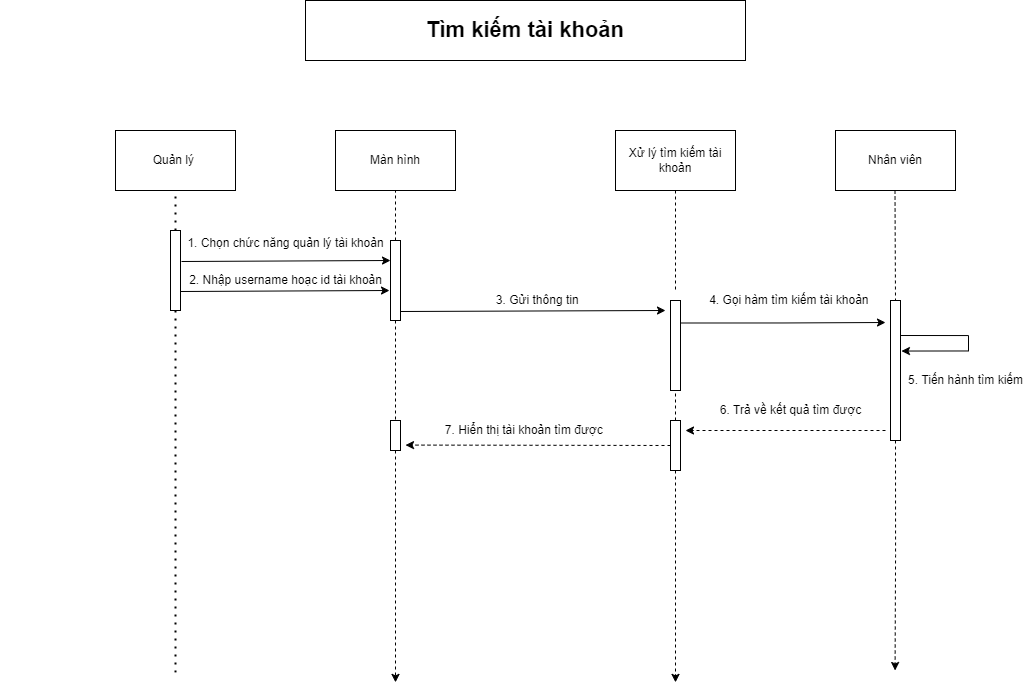 Tìm kiếm tài khoản
Quản lý
Màn hình
Xử lý tìm kiếm tài
khoản
Nhân viên
1. Chọn chức năng quản lý tài khoản
2. Nhập username hoạc id tài khoản
3. Gửi thông tin
4. Gọi hàm tìm kiếm tài khoản
5. Tiến hành tìm kiếm
6. Trả về kết quả tìm được
7. Hiển thị tài khoản tìm được